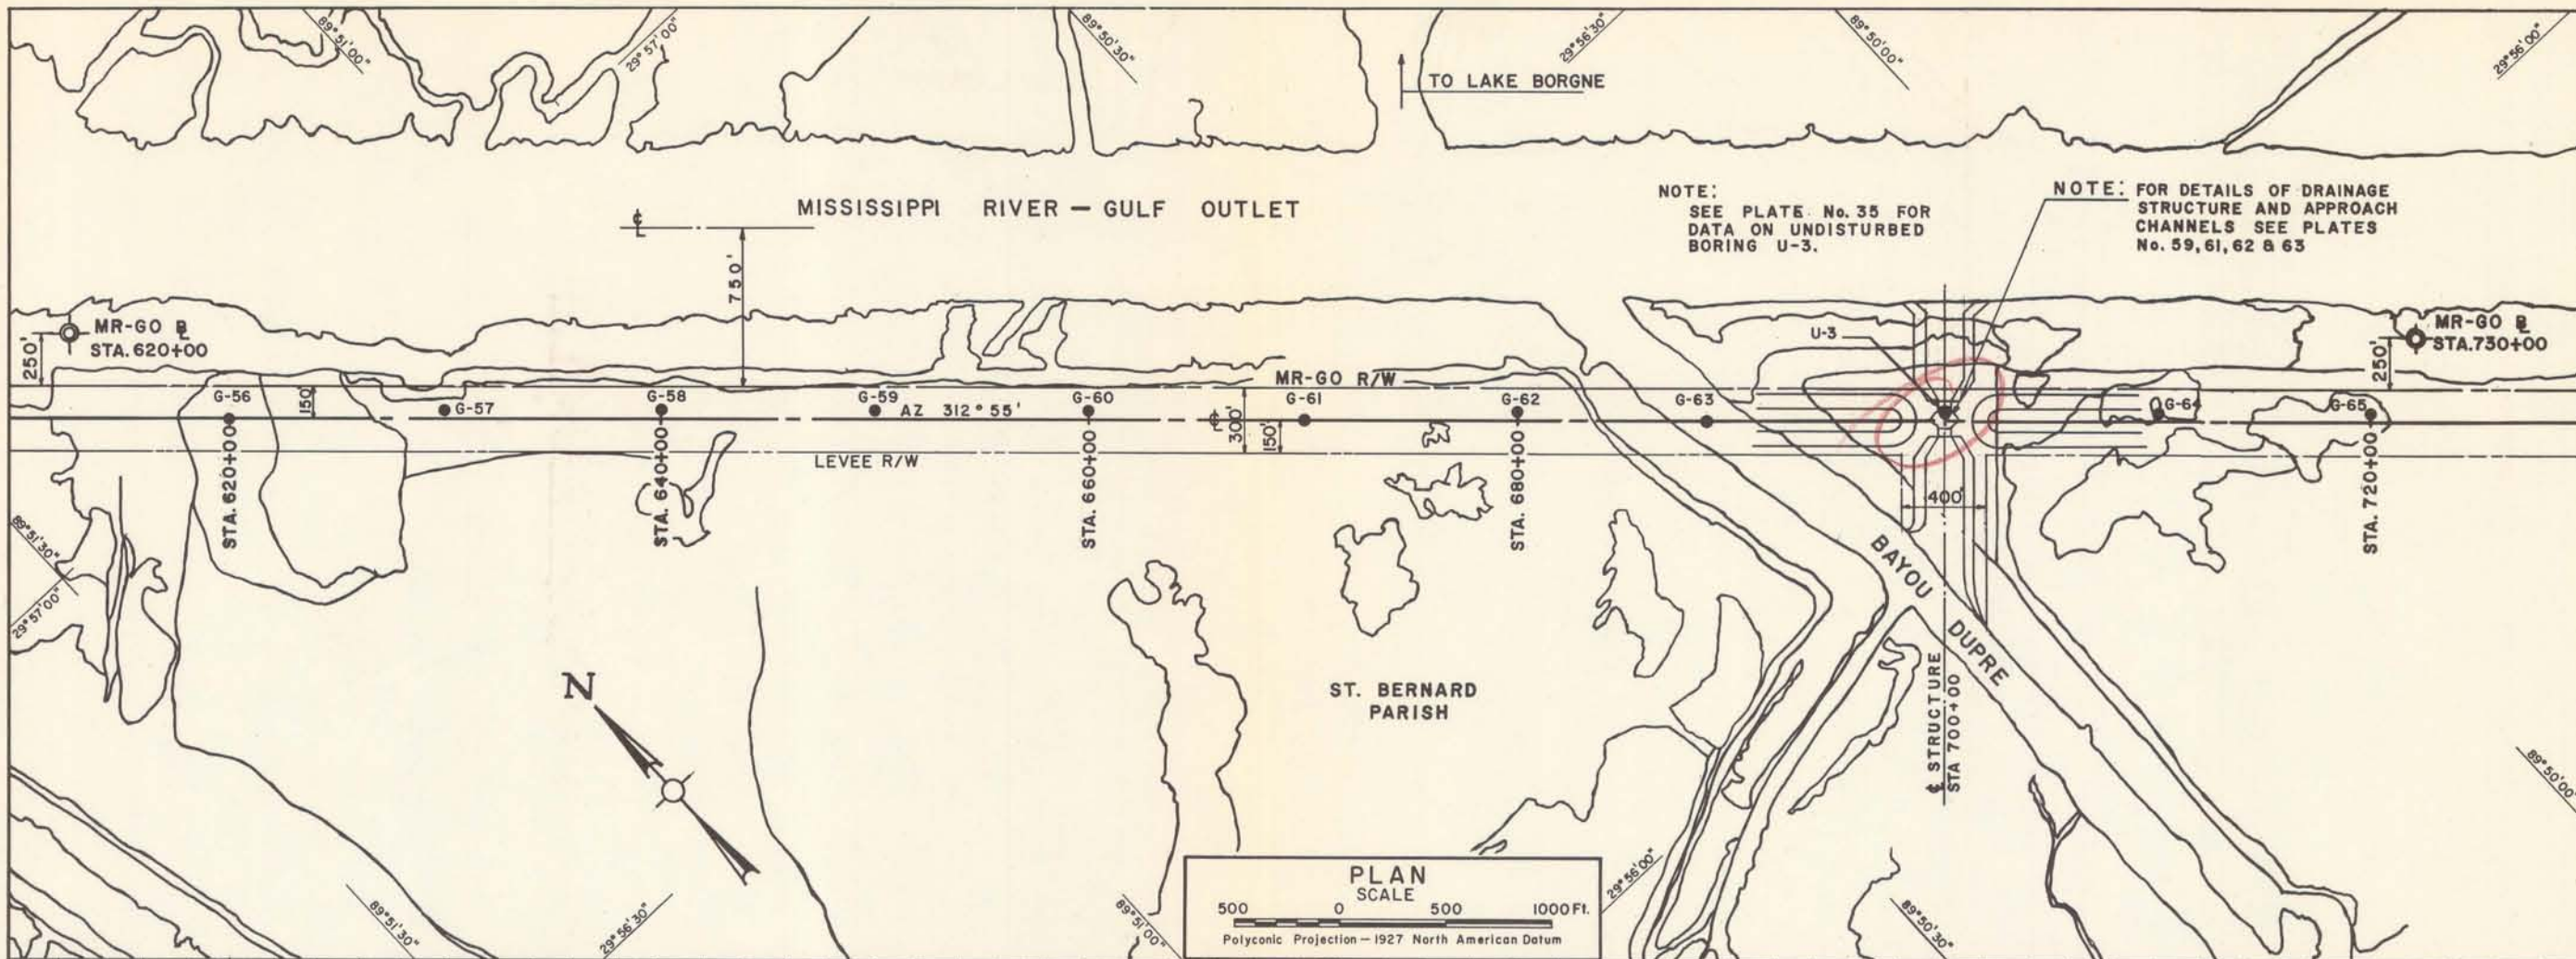 89°51'00"
29°57'00"
89°50'30"
29°56'30"
89°50'00"
29°56'00"
TO LAKE BORGNE
MISSISSIPPI RIVER — GULF OUTLET
℄
750'
NOTE:
SEE PLATE No. 35 FOR
DATA ON UNDISTURBED
BORING U-3.
NOTE: FOR DETAILS OF DRAINAGE
STRUCTURE AND APPROACH
CHANNELS SEE PLATES
No. 59, 61, 62 & 63
MR-GO BL
STA. 620+00
250'
U-3
MR-GO BL
STA. 730+00
250'
MR-GO R/W
G-56
150'
G-57
G-58
G-59
AZ 312° 55'
G-60
℄
300'
150'
G-61
G-62
G-63
G-64
G-65
LEVEE R/W
STA. 620+00
STA. 640+00
STA. 660+00
STA. 680+00
400'
STA. 720+00
89°51'30"
29°57'00"
BAYOU DUPRE
℄ STRUCTURE
STA 700+00
N
ST. BERNARD
PARISH
89°50'00"
89°51'30"
29°56'30"
89°51'00"
29°56'00"
89°50'30"
PLAN
SCALE
500 0 500 1000 Ft.
Polyconic Projection — 1927 North American Datum